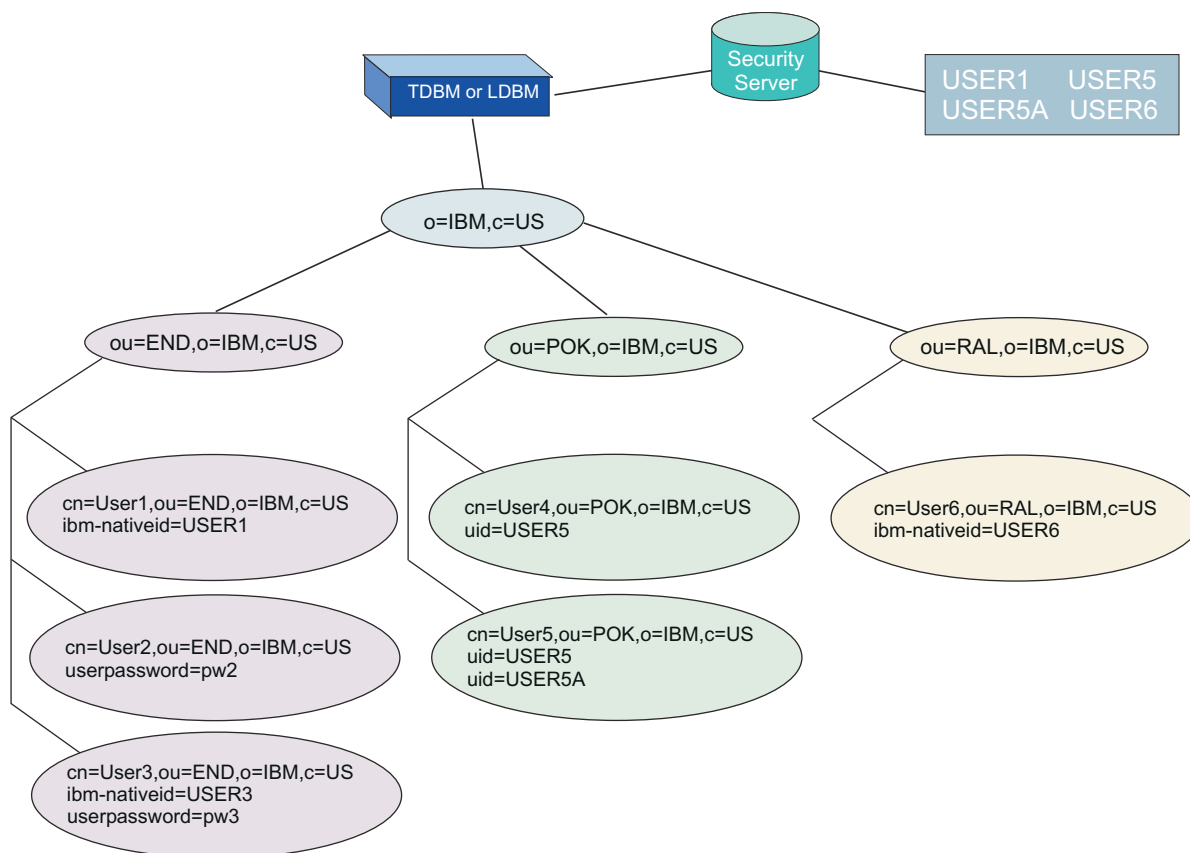 TDBM or LDBM
Security
Server
USER1 USER5
USER5A USER6
o=IBM,c=US
ou=END,o=IBM,c=US
ou=POK,o=IBM,c=US
ou=RAL,o=IBM,c=US
cn=User1,ou=END,o=IBM,c=US
ibm-nativeid=USER1
cn=User4,ou=POK,o=IBM,c=US
uid=USER5
cn=User6,ou=RAL,o=IBM,c=US
ibm-nativeid=USER6
cn=User2,ou=END,o=IBM,c=US
userpassword=pw2
cn=User5,ou=POK,o=IBM,c=US
uid=USER5
uid=USER5A
cn=User3,ou=END,o=IBM,c=US
ibm-nativeid=USER3
userpassword=pw3